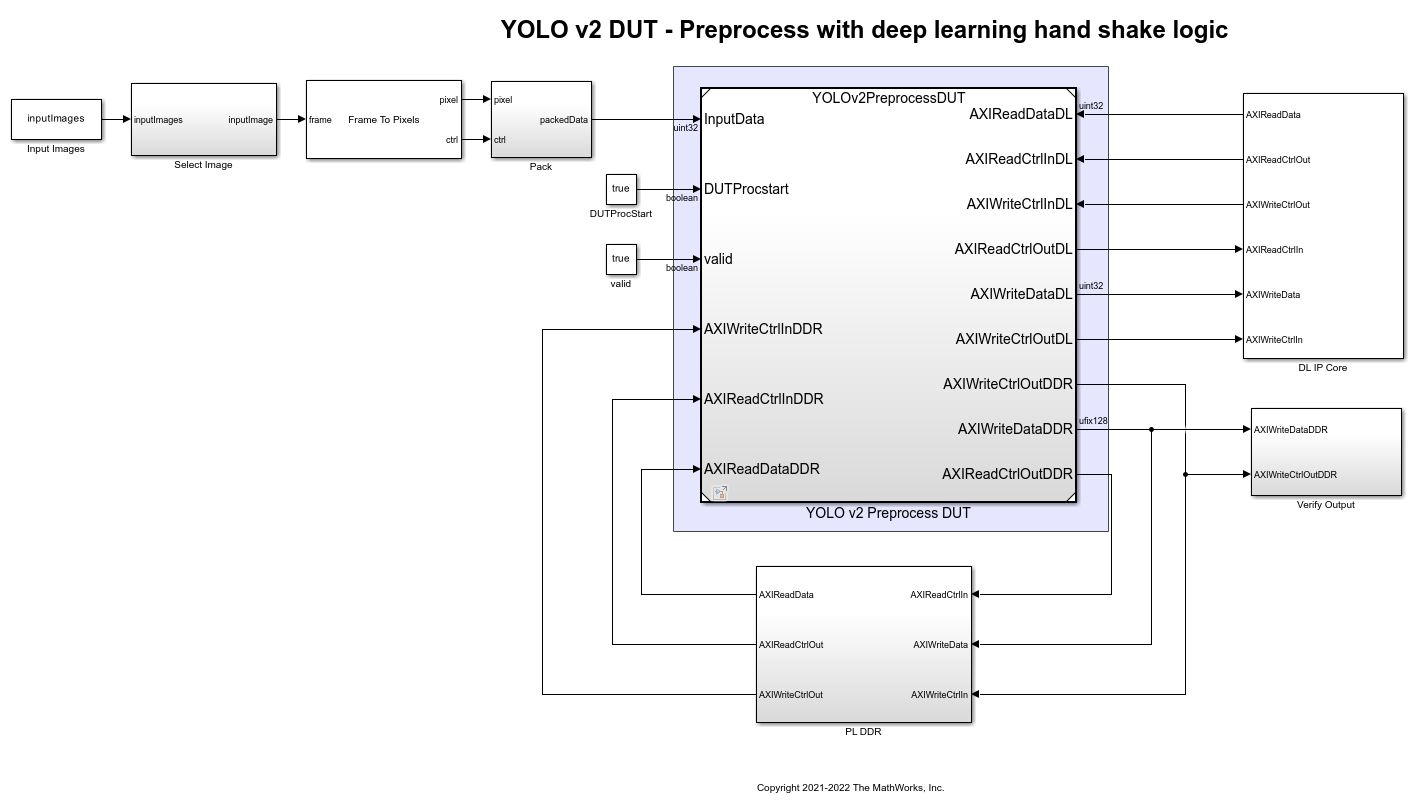 YOLO v2 DUT - Preprocess with deep learning hand shake logic
inputImages
Input Images
inputImages
inputImage
Select Image
frame
Frame To Pixels
pixel
ctrl
pixel
ctrl
packedData
Pack
true
DUTProcStart
true
valid
uint32
boolean
boolean
YOLOv2PreprocessDUT
InputData
DUTProcstart
valid
AXIWriteCtrlInDDR
AXIReadCtrlInDDR
AXIReadDataDDR
AXIReadDataDL
AXIReadCtrlInDL
AXIWriteCtrlInDL
AXIReadCtrlOutDL
AXIWriteDataDL
AXIWriteCtrlOutDL
AXIWriteCtrlOutDDR
AXIWriteDataDDR
AXIReadCtrlOutDDR
YOLO v2 Preprocess DUT
uint32
uint32
ufix128
AXIReadData
AXIReadCtrlOut
AXIWriteCtrlOut
AXIReadCtrlIn
AXIWriteData
AXIWriteCtrlIn
DL IP Core
AXIWriteDataDDR
AXIWriteCtrlOutDDR
Verify Output
AXIReadData
AXIReadCtrlOut
AXIWriteCtrlOut
AXIReadCtrlIn
AXIWriteData
AXIWriteCtrlIn
PL DDR
Copyright 2021-2022 The MathWorks, Inc.